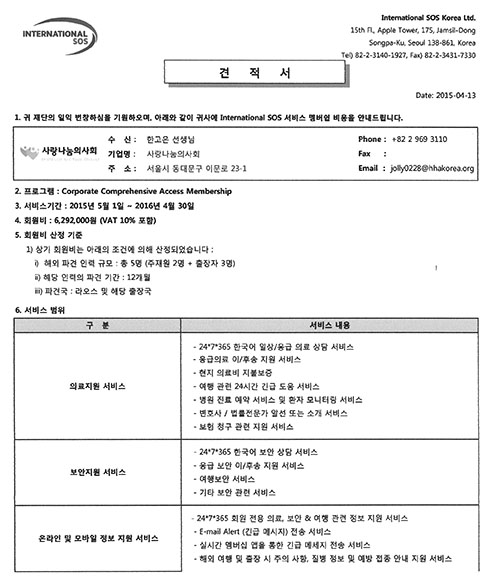 INTERNATIONAL
SOS
International SOS Korea Ltd.
15th Fl., Apple Tower, 175, Jamsil-Dong
Songpa-Ku, Seoul 138-861, Korea
Tel) 82-2-3140-1927, Fax) 82-2-3431-7330
견 적 서
Date: 2015-04-13
1. 귀 재단의 일익 번창하심을 기원하오며, 아래와 같이 귀사에 International SOS 서비스 멤버쉽 비용을 안내드립니다.
사랑나눔의사회
수 신 : 한고은 선생님
Phone : +82 2 969 3110
기업명 : 사랑나눔의사회
Fax :
주 소 : 서울시 동대문구 이문로 23-1
Email : jolly0228@hhakorea.org
2. 프로그램 : Corporate Comprehensive Access Membership
3. 서비스기간 : 2015년 5월 1일 ~ 2016년 4월 30일
4. 회원비 : 6,292,000원 (VAT 10% 포함)
5. 회원비 산정 기준
1) 상기 회원비는 아래의 조건에 의해 산정되었습니다 :
i) 해외 파견 인력 규모 : 총 5명 (주재원 2명 + 출장자 3명)
ii) 해당 인력의 파견 기간 : 12개월
iii) 파견국 : 라오스 및 해당 출장국
6. 서비스 범위
구 분
서비스 내용
의료지원 서비스
- 24*7*365 한국어 일상/응급 의료 상담 서비스
- 응급의료 이/후송 지원 서비스
- 현지 의료비 지불보증
- 여행 관련 24시간 긴급 도움 서비스
- 병원 진료 예약 서비스 및 환자 모니터링 서비스
- 변호사 / 법률전문가 알선 또는 소개 서비스
- 보험 청구 관련 지원 서비스
보안지원 서비스
- 24*7*365 한국어 보안 상담 서비스
- 응급 보안 이/후송 지원 서비스
- 여행보안 서비스
- 기타 보안 관련 서비스
온라인 및 모바일 정보 지원 서비스
- 24*7*365 회원 전용 의료, 보안 & 여행 관련 정보 지원 서비스
- E-mail Alert (긴급 메시지) 전송 서비스
- 실시간 멤버십 앱을 통한 긴급 메세지 전송 서비스
- 해외 여행 및 출장 시 주의 사항, 질병 정보 및 예방 접종 안내 지원 서비스